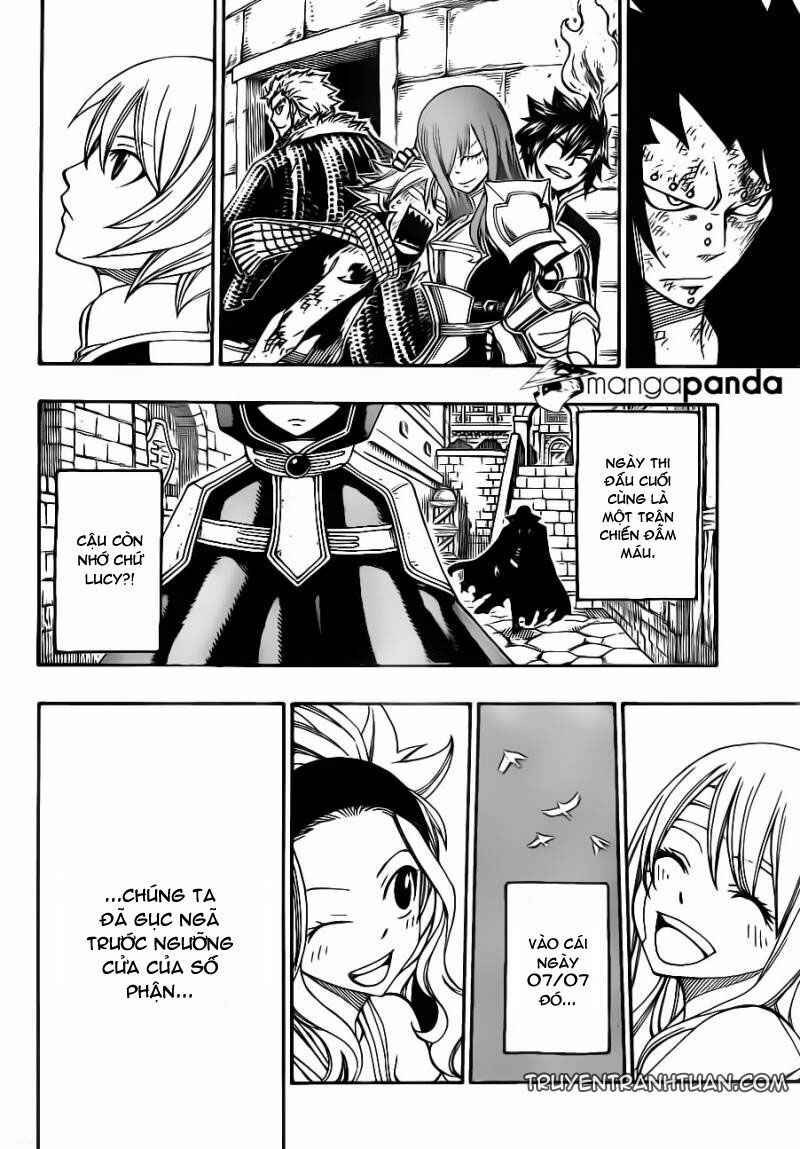 mangapanda
NGÀY THI
ĐẤU CUỐI
CÙNG LÀ
MỘT TRẬN
CHIẾN ĐẪM
MÁU.
CẬU CÒN
NHỚ CHỨ
LUCY?!
VÀO CÁI
NGÀY
07/07
ĐÓ...
...CHÚNG TA
ĐÃ GỤC NGÃ
TRƯỚC NGƯỠNG
CỬA CỦA SỐ
PHẬN...
TRUYENTRANHTUAN.COM